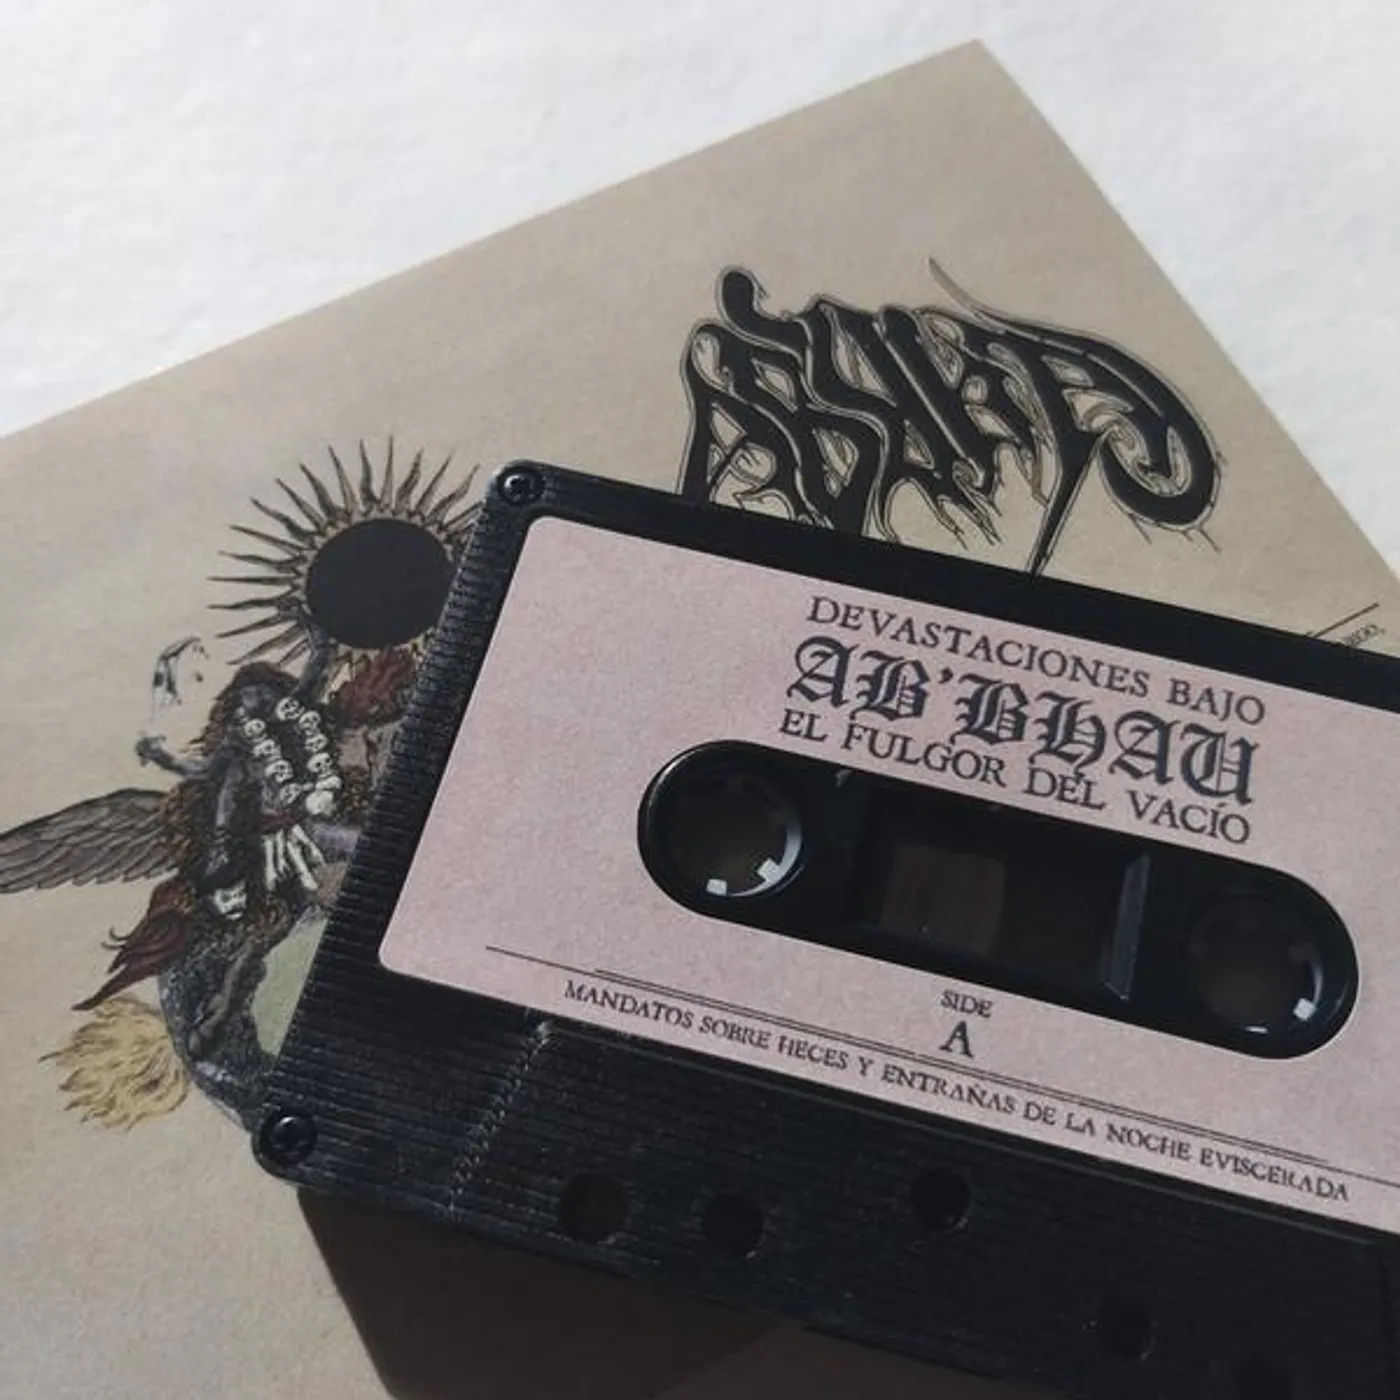 DEVASTACIONES BAJO
AB'BHAU
EL FULGOR DEL VACÍO
SIDE
A
MANDATOS SOBRE HECES Y ENTRAÑAS DE LA NOCHE EVISCERADA